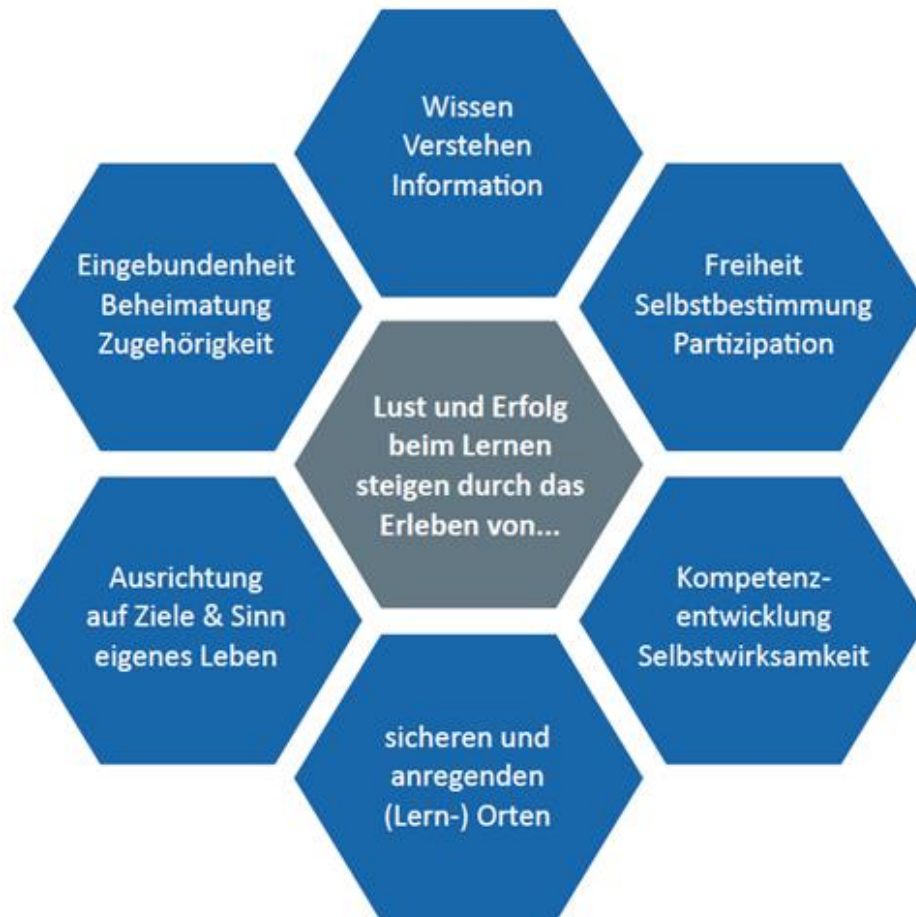 Wissen
Verstehen
Information
Eingebundenheit
Beheimatung
Zugehörigkeit
Freiheit
Selbstbestimmung
Partizipation
Lust und Erfolg
beim Lernen
steigen durch das
Erleben von...
Ausrichtung
auf Ziele & Sinn
eigenes Leben
Kompetenz-
entwicklung
Selbstwirksamkeit
sicheren und
anregenden
(Lern-) Orten